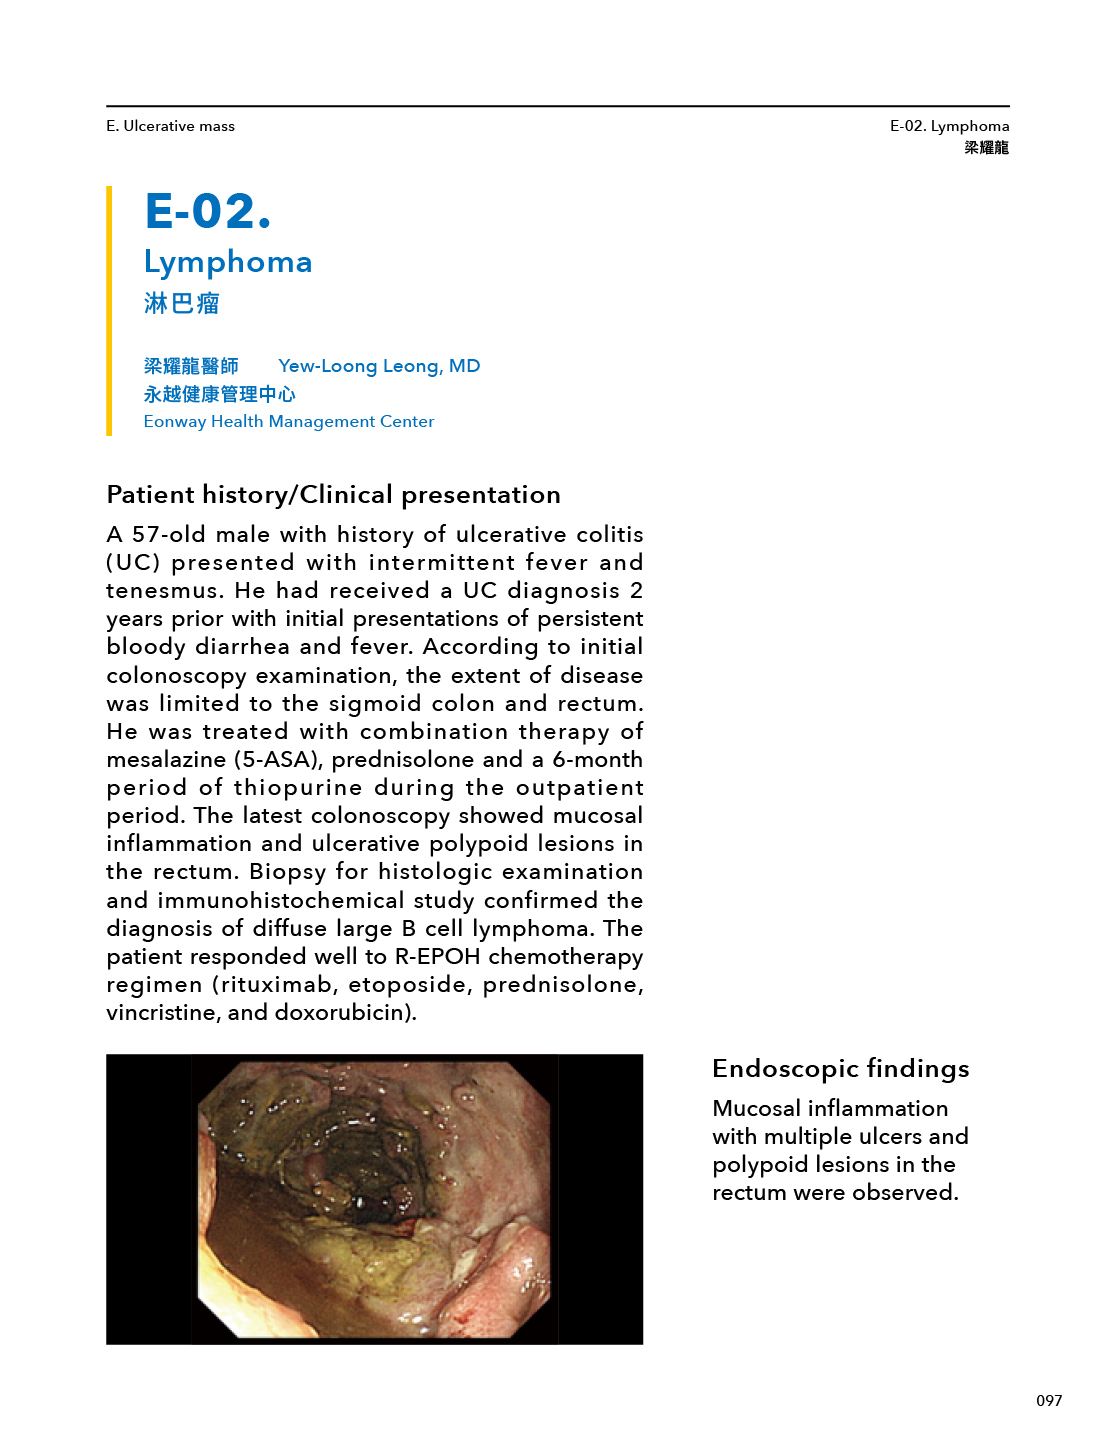 E. Ulcerative mass
E-02. Lymphoma
梁耀龍
E-02.
Lymphoma
淋巴瘤
梁耀龍醫師 Yew-Loong Leong, MD
永越健康管理中心
Eonway Health Management Center
Patient history/Clinical presentation
A 57-old male with history of ulcerative colitis
(UC) presented with intermittent fever and
tenesmus. He had received a UC diagnosis 2
years prior with initial presentations of persistent
bloody diarrhea and fever. According to initial
colonoscopy examination, the extent of disease
was limited to the sigmoid colon and rectum.
He was treated with combination therapy of
mesalazine (5-ASA), prednisolone and a 6-month
period of thiopurine during the outpatient
period. The latest colonoscopy showed mucosal
inflammation and ulcerative polypoid lesions in
the rectum. Biopsy for histologic examination
and immunohistochemical study confirmed the
diagnosis of diffuse large B cell lymphoma. The
patient responded well to R-EPOH chemotherapy
regimen (rituximab, etoposide, prednisolone,
vincristine, and doxorubicin).
Endoscopic findings
Mucosal inflammation
with multiple ulcers and
polypoid lesions in the
rectum were observed.
097